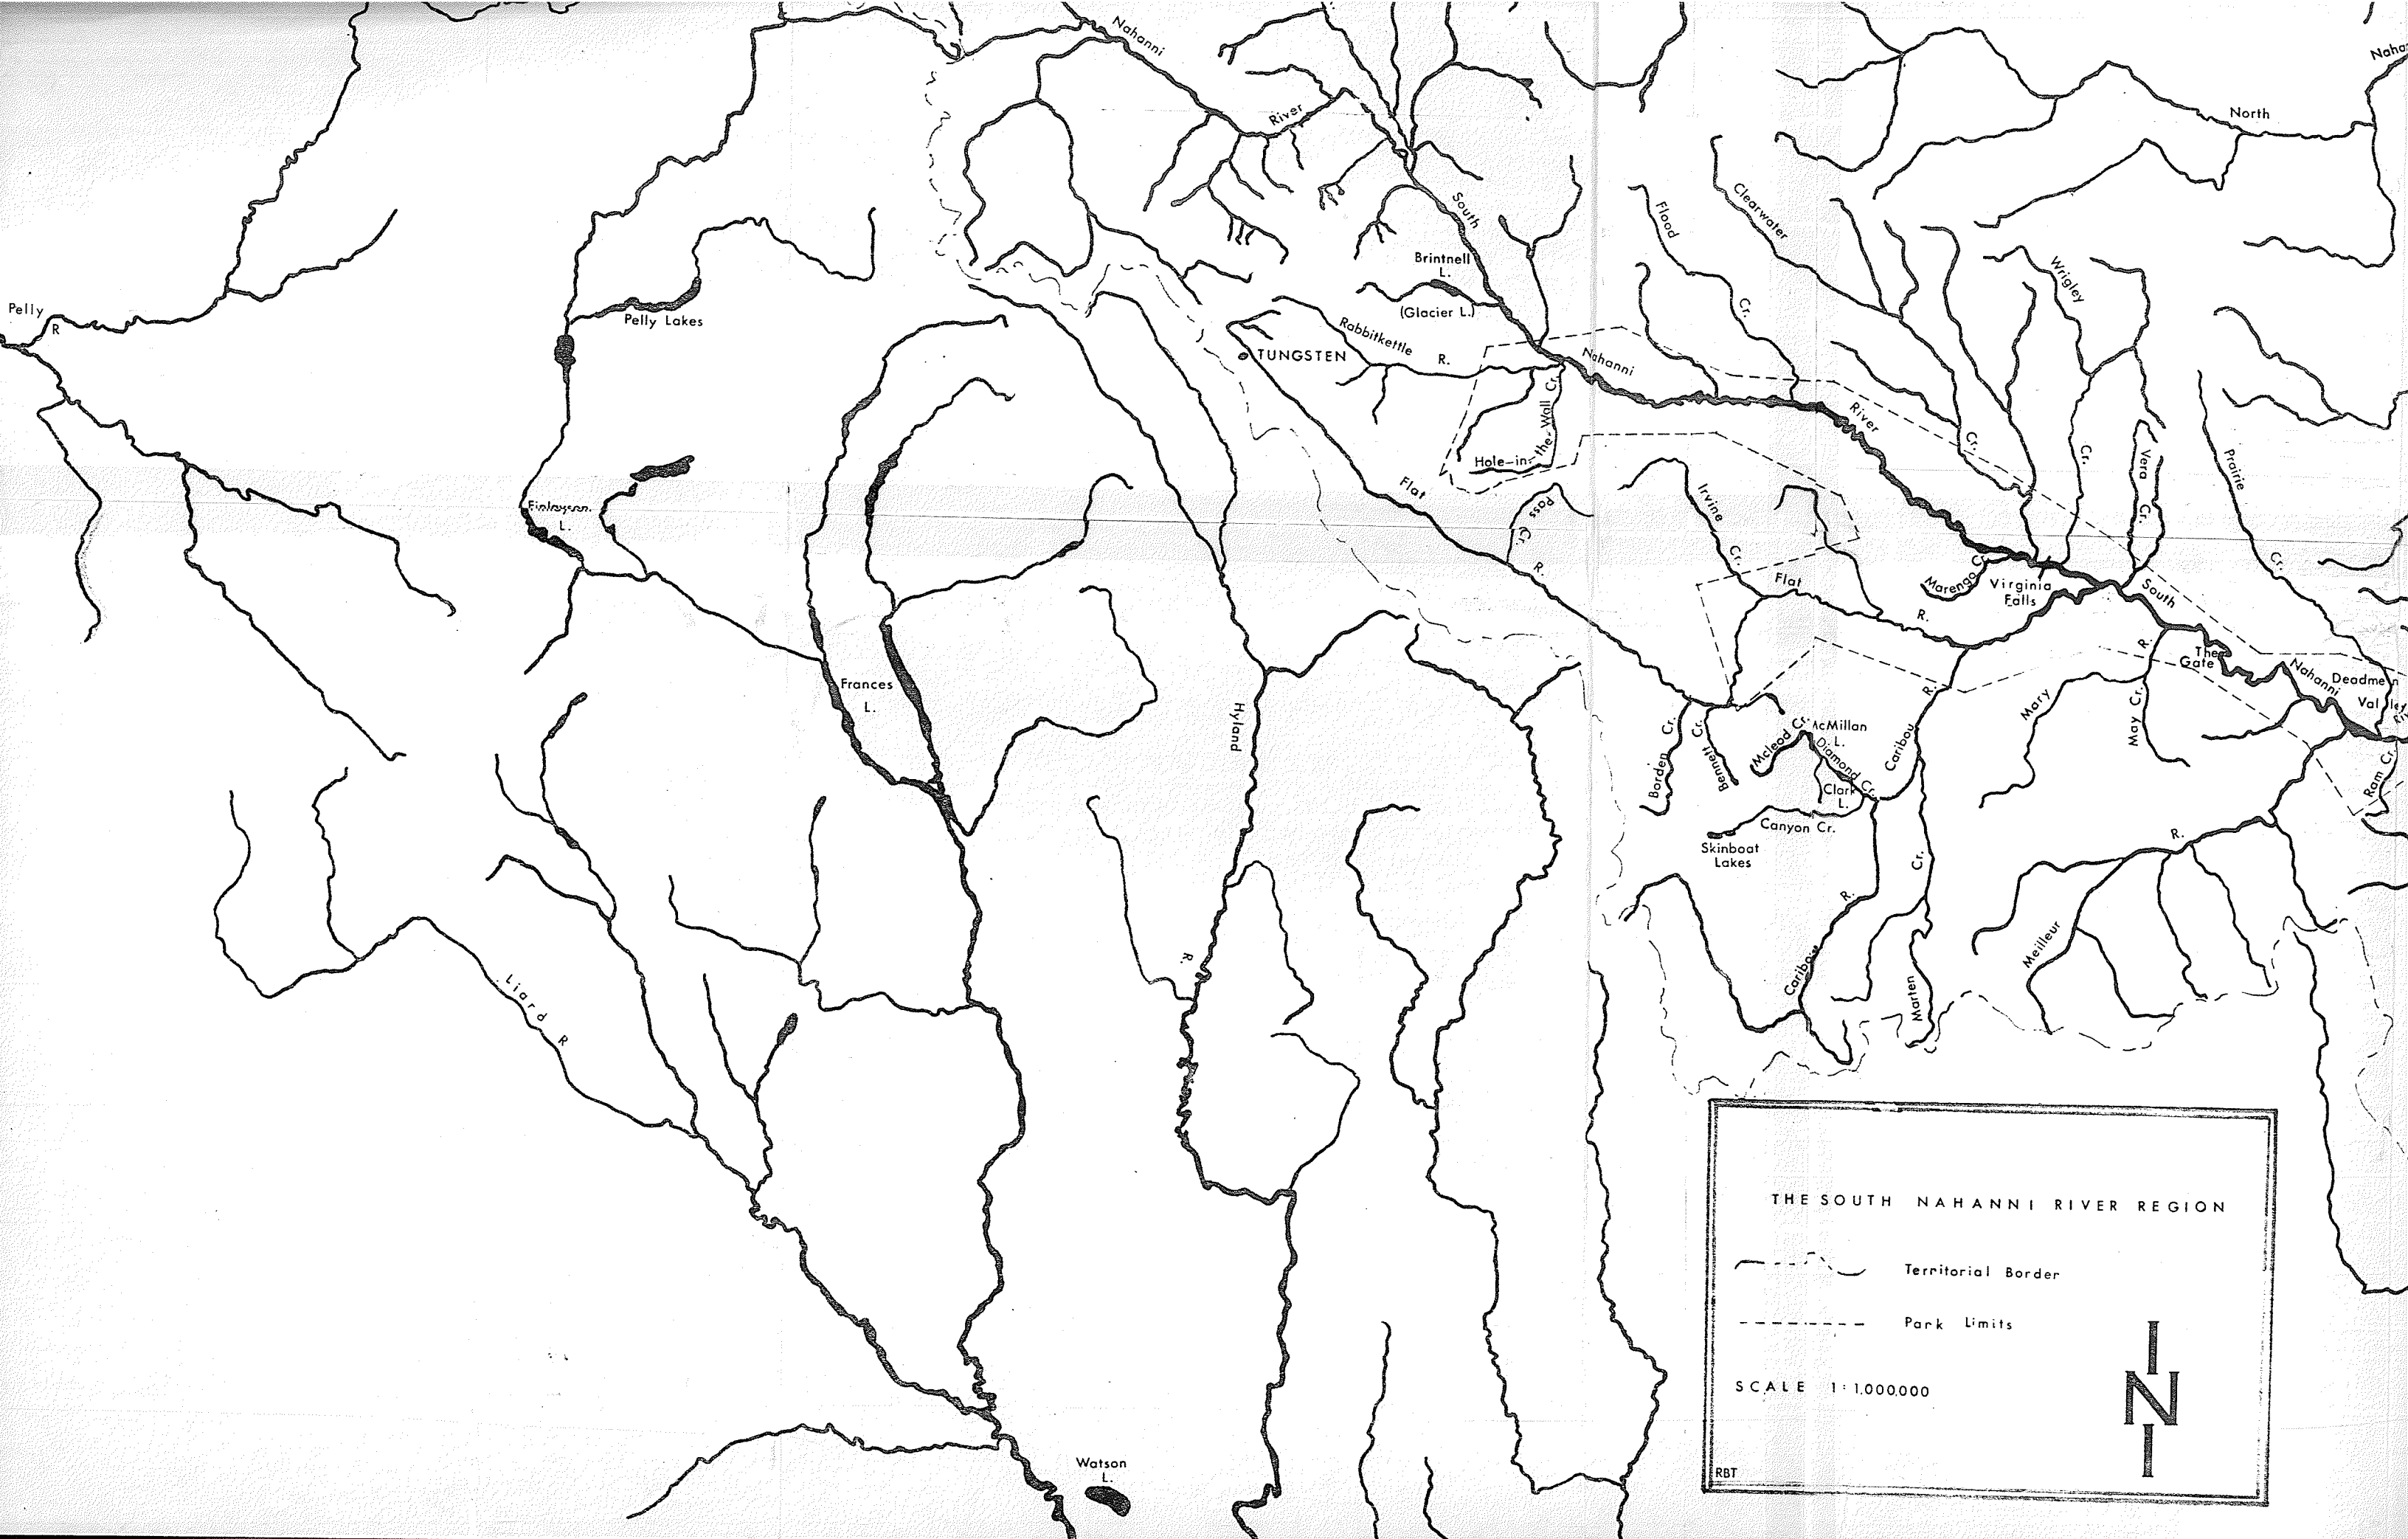 Nahanni
Naha
River
North
South
Flood
Cr.
Clearwater
Cr.
Wrigley
Cr.
Brintnell
L.
(Glacier L.)
Pelly
R
Pelly Lakes
TUNGSTEN
Rabbitkettle R.
Nahanni
River
Hole-in-the-Wall Cr.
Vera Cr.
Prairie
Cr.
Flat
R.
Pass
Cr.
Irvine
Cr.
Finlayson
L.
Flat
R.
Marengo Cr.
Virginia
Falls
South
The
Gate
Nahanni
Deadmen
Valley
Frances
L.
Hyland
R.
Borden Cr.
Bennett Cr.
Mcleod Cr.
McMillan
L.
Diamond Cr.
Clark
L.
Canyon Cr.
Skinboat
Lakes
Caribou R.
Mary R.
May Cr.
Ram Cr.
R.
Meilleur
Cr.
Marten
Caribou
R.
Liard R
Watson
L.
THE SOUTH NAHANNI RIVER REGION
Territorial Border
Park Limits
SCALE 1:1,000,000
N
RBT